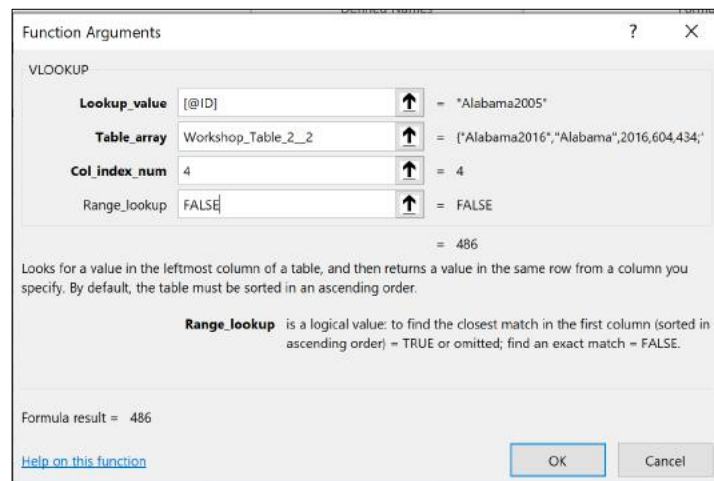 Defined Names
Function Arguments ? ✕
VLOOKUP
Lookup_value [@ID] = "Alabama2005"
Table_array Workshop_Table_2__2 = {"Alabama2016","Alabama",2016,604,434;"
Col_index_num 4 = 4
Range_lookup FALSE = FALSE
= 486
Looks for a value in the leftmost column of a table, and then returns a value in the same row from a column you
specify. By default, the table must be sorted in an ascending order.
Range_lookup is a logical value: to find the closest match in the first column (sorted in
ascending order) = TRUE or omitted; find an exact match = FALSE.
Formula result = 486
Help on this function OK Cancel